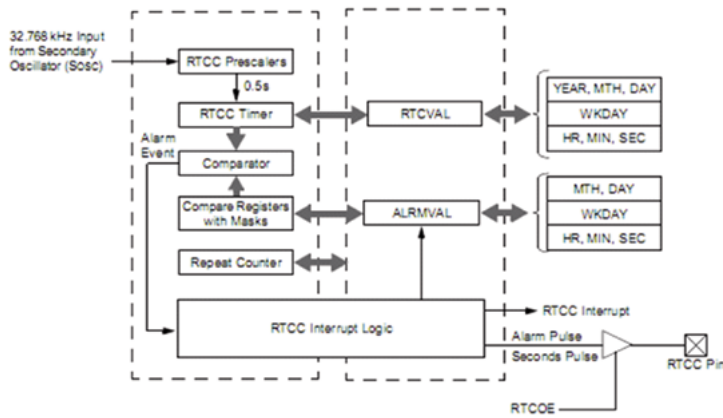 32.768 kHz Input
from Secondary
Oscillator (SOSC)
RTCC Prescalers
0.5s
YEAR, MTH, DAY
RTCC Timer
RTCVAL
WKDAY
HR, MIN, SEC
Alarm
Event
Comparator
MTH, DAY
Compare Registers
with Masks
ALRMVAL
WKDAY
HR, MIN, SEC
Repeat Counter
RTCC Interrupt
RTCC Interrupt Logic
Alarm Pulse
Seconds Pulse
RTCC Pin
RTCOE